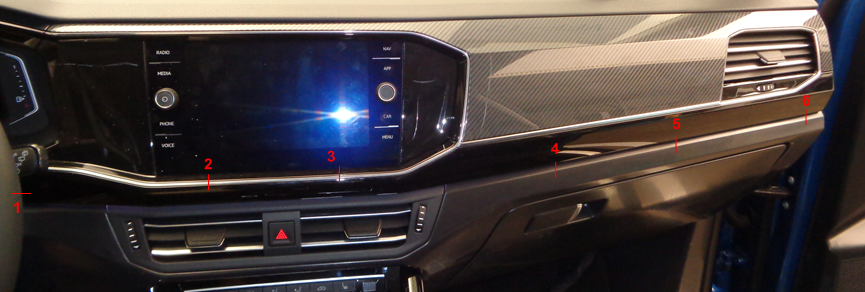 RADIO
MEDIA
PHONE
VOICE
NAV
APP
CAR
MENU
1
2
3
4
5
6